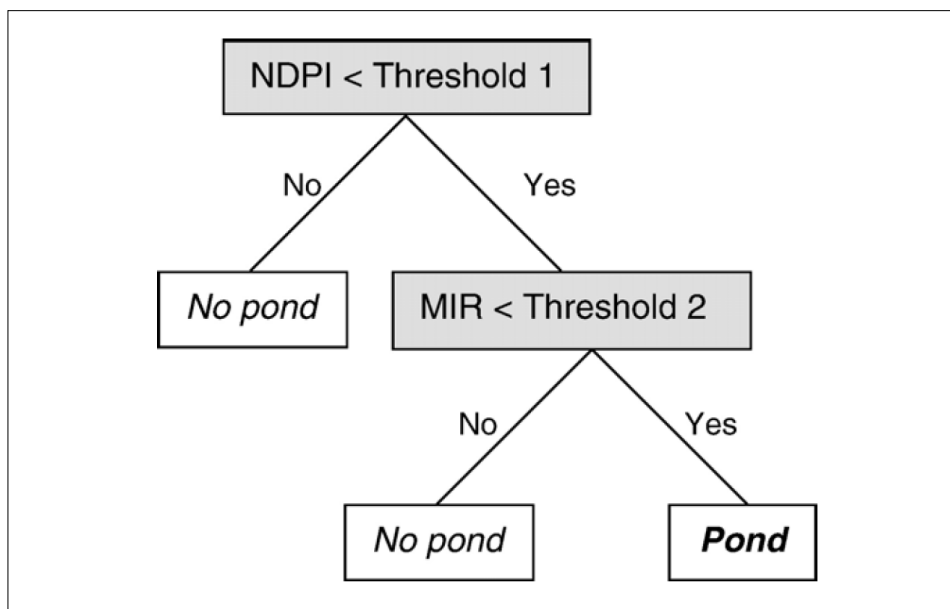 NDPI < Threshold 1
No
Yes
No pond
MIR < Threshold 2
No
Yes
No pond
Pond